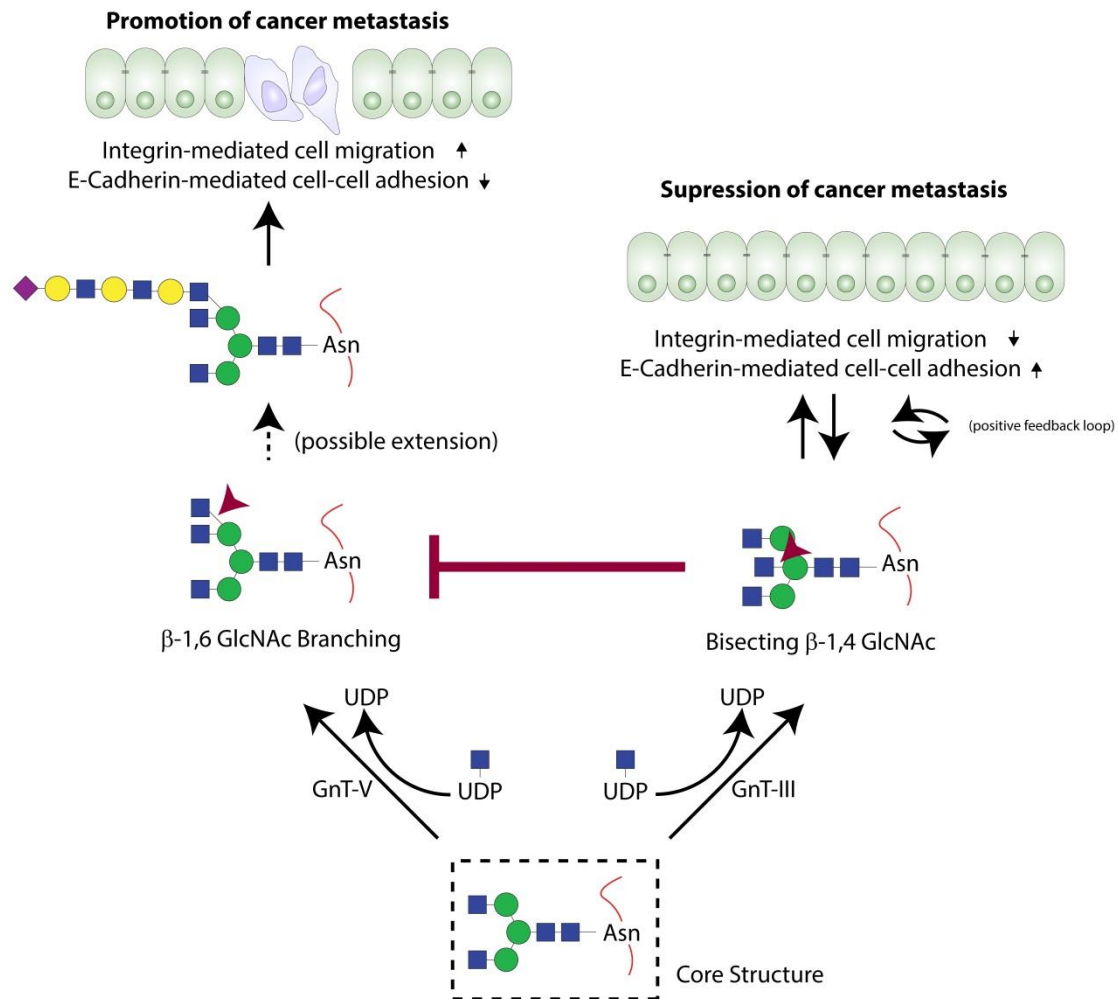 Promotion of cancer metastasis
Integrin-mediated cell migration
E-Cadherin-mediated cell-cell adhesion
Supression of cancer metastasis
Integrin-mediated cell migration
E-Cadherin-mediated cell-cell adhesion
Asn
(possible extension)
(positive feedback loop)
Asn
Asn
β-1,6 GlcNAc Branching
Bisecting β-1,4 GlcNAc
UDP
UDP
GnT-V
UDP
UDP
GnT-III
Asn
Core Structure